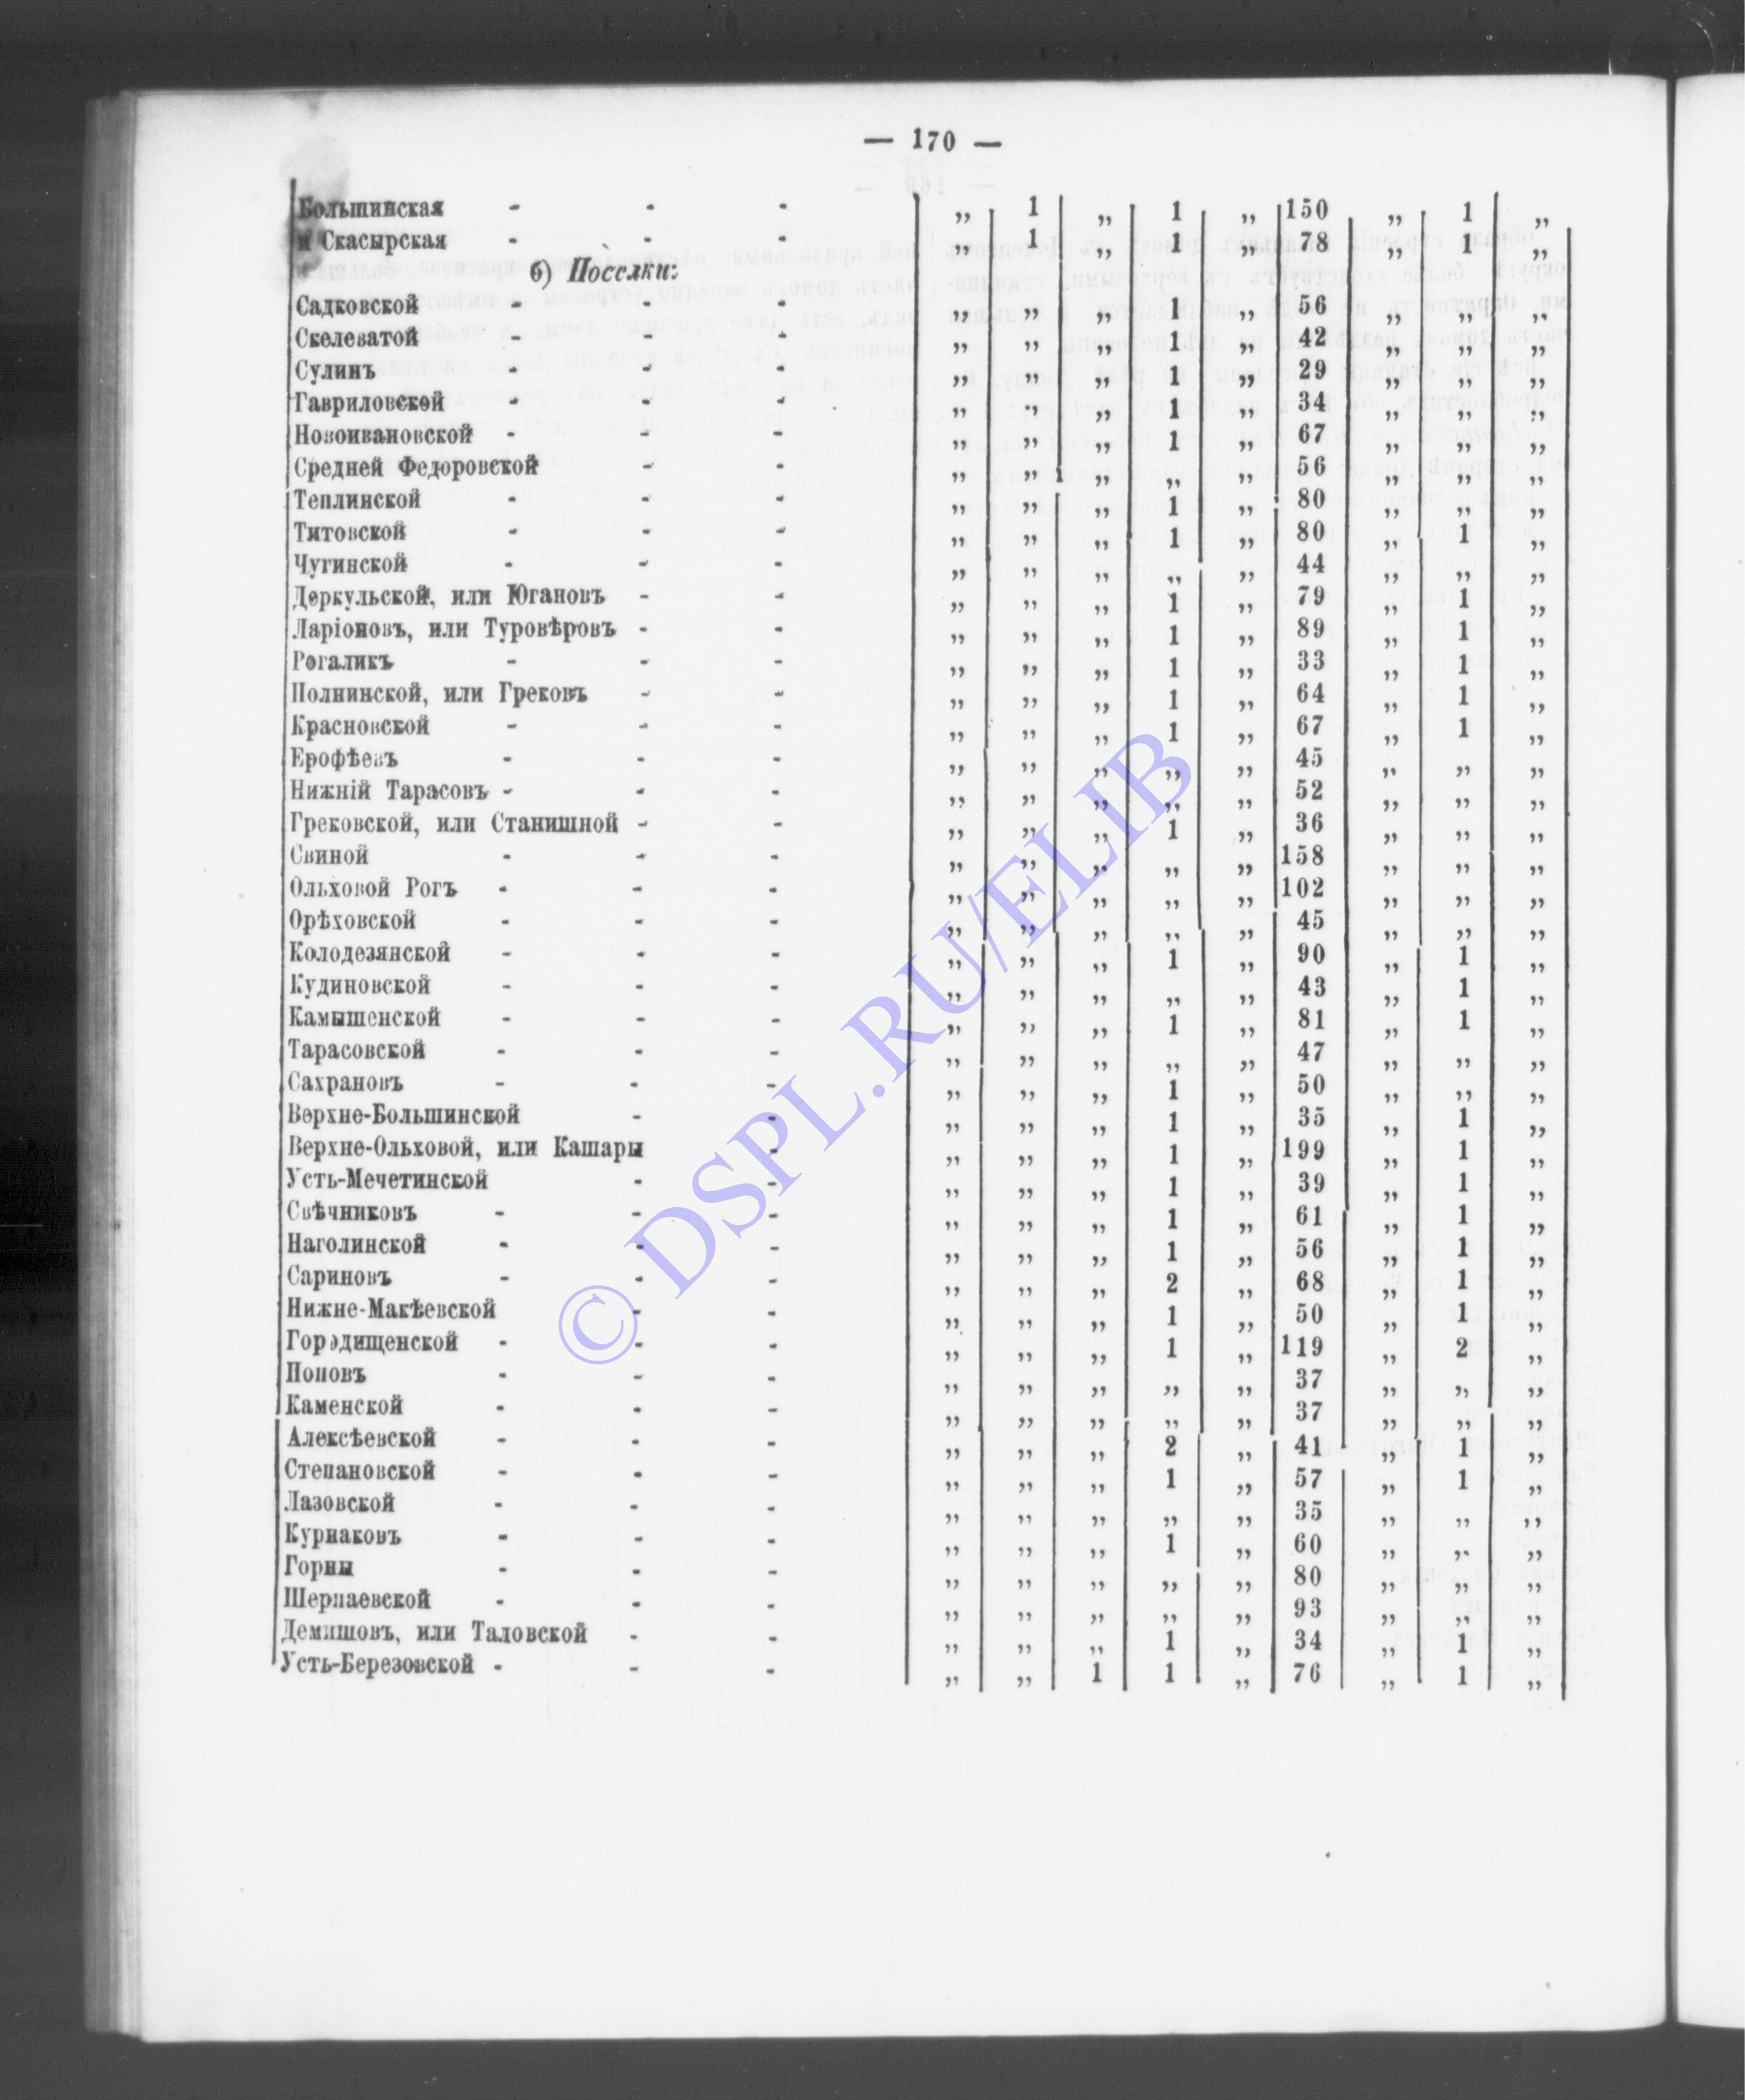 — 170 —
Большинская - - - „ 1 „ 1 „ 150 „ 1 „
и Скасырская - - - „ 1 „ 1 „ 78 „ 1 „
б) Поселки:
Садковской - - - „ „ „ 1 „ 56 „ „ „
Скелеватой - - - „ „ „ 1 „ 42 „ „ „
Сулинъ - - - „ „ „ 1 „ 29 „ „ „
Гавриловской - - - „ „ „ 1 „ 34 „ „ „
Новоивановской - - - „ „ „ 1 „ 67 „ „ „
Средней Федоровской - - „ „ „ „ „ 56 „ „ „
Теплинской - - - „ „ „ 1 „ 80 „ „ „
Титовской - - - „ „ „ 1 „ 80 „ 1 „
Чугинской - - - „ „ „ „ „ 44 „ „ „
Деркульской, или Югановъ - - „ „ „ 1 „ 79 „ 1 „
Ларіоновъ, или Туровѣровъ - - „ „ „ 1 „ 89 „ 1 „
Рогаликъ - - - „ „ „ 1 „ 33 „ 1 „
Полнинской, или Грековъ - - „ „ „ 1 „ 64 „ 1 „
Красновской - - - „ „ „ 1 „ 67 „ 1 „
Ерофѣевъ - - - „ „ „ „ „ 45 „ „ „
Нижній Тарасовъ - - - „ „ „ „ „ 52 „ „ „
Грековской, или Станишной - - „ „ „ 1 „ 36 „ „ „
Свиной - - - „ „ „ „ „ 158 „ „ „
Ольховой Рогъ - - - „ „ „ „ „ 102 „ „ „
Орѣховской - - - „ „ „ „ „ 45 „ „ „
Колодезянской - - - „ „ „ 1 „ 90 „ 1 „
Кудиновской - - - „ „ „ „ „ 43 „ 1 „
Камышенской - - - „ „ „ 1 „ 81 „ 1 „
Тарасовской - - - „ „ „ „ „ 47 „ „ „
Сахрановъ - - - „ „ „ 1 „ 50 „ „ „
Верхне-Большинской - - „ „ „ 1 „ 35 „ 1 „
Верхне-Ольховой, или Кашары - „ „ „ 1 „ 199 „ 1 „
Усть-Мечетинской - - „ „ „ 1 „ 39 „ 1 „
Свѣчниковъ - - - „ „ „ 1 „ 61 „ 1 „
Наголинской - - - „ „ „ 1 „ 56 „ 1 „
Сариновъ - - - „ „ „ 2 „ 68 „ 1 „
Нижне-Макѣевской - - „ „ „ 1 „ 50 „ 1 „
Городищенской - - - „ „ „ 1 „ 119 „ 2 „
Поповъ - - - „ „ „ „ „ 37 „ „ „
Каменской - - - „ „ „ „ „ 37 „ „ „
Алексѣевской - - - „ „ „ 2 „ 41 „ 1 „
Степановской - - - „ „ „ 1 „ 57 „ 1 „
Лазовской - - - „ „ „ „ „ 35 „ „ „
Курнаковъ - - - „ „ „ 1 „ 60 „ „ „
Горны - - - „ „ „ „ „ 80 „ „ „
Шерпаевской - - - „ „ „ „ „ 93 „ „ „
Демишовъ, или Таловской - - „ „ „ 1 „ 34 „ 1 „
Усть-Березовской - - - „ „ 1 1 „ 76 „ 1 „
© DSPL.RU/ELIB